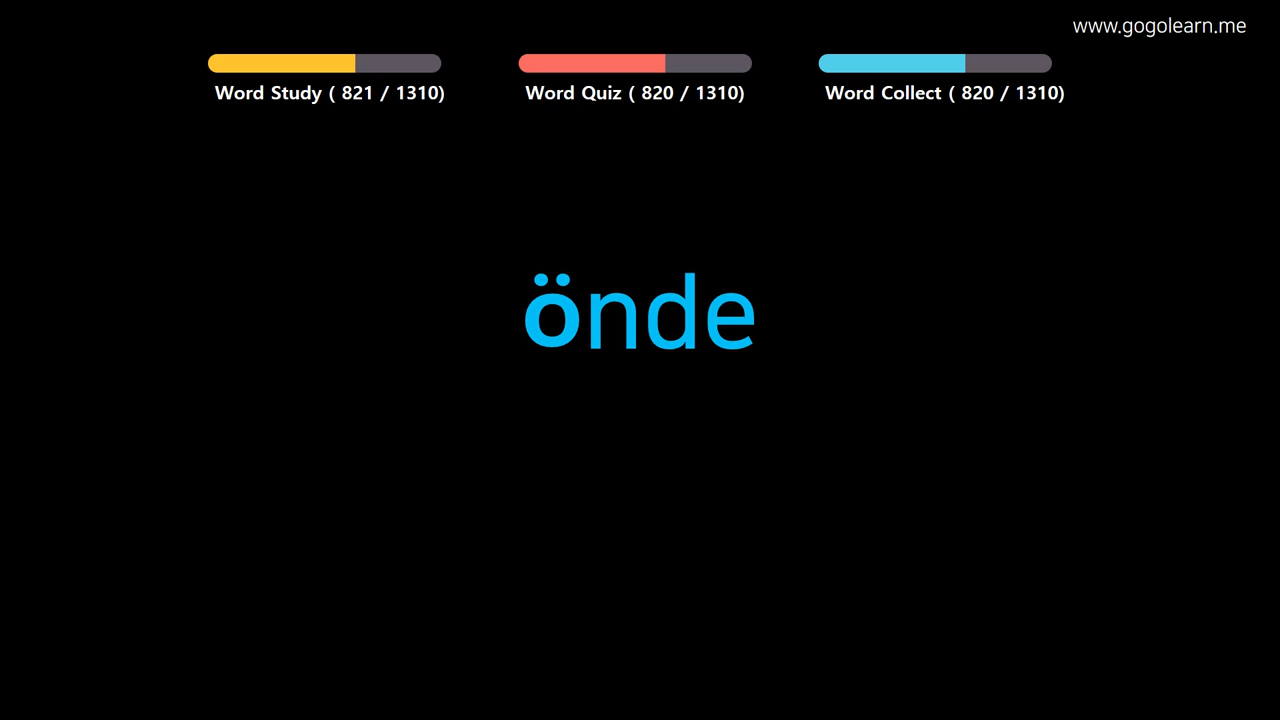 www.gogolearn.me
Word Study ( 821 / 1310)
Word Quiz ( 820 / 1310)
Word Collect ( 820 / 1310)
önde